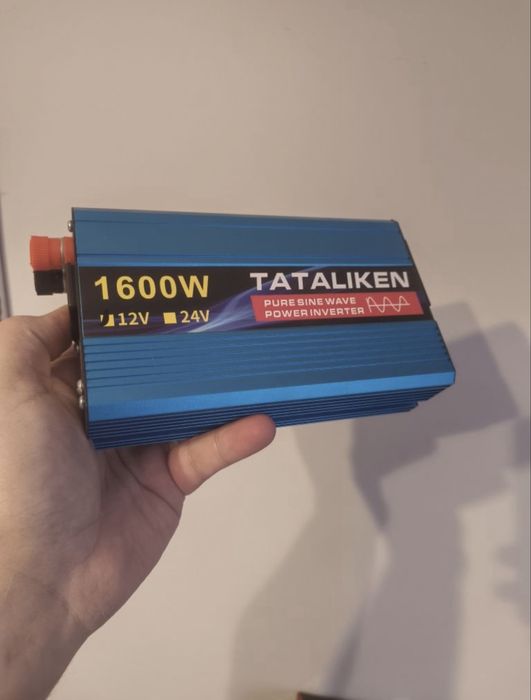 1600W
12V 24V
TATALIKEN
PURE SINE WAVE
POWER INVERTER